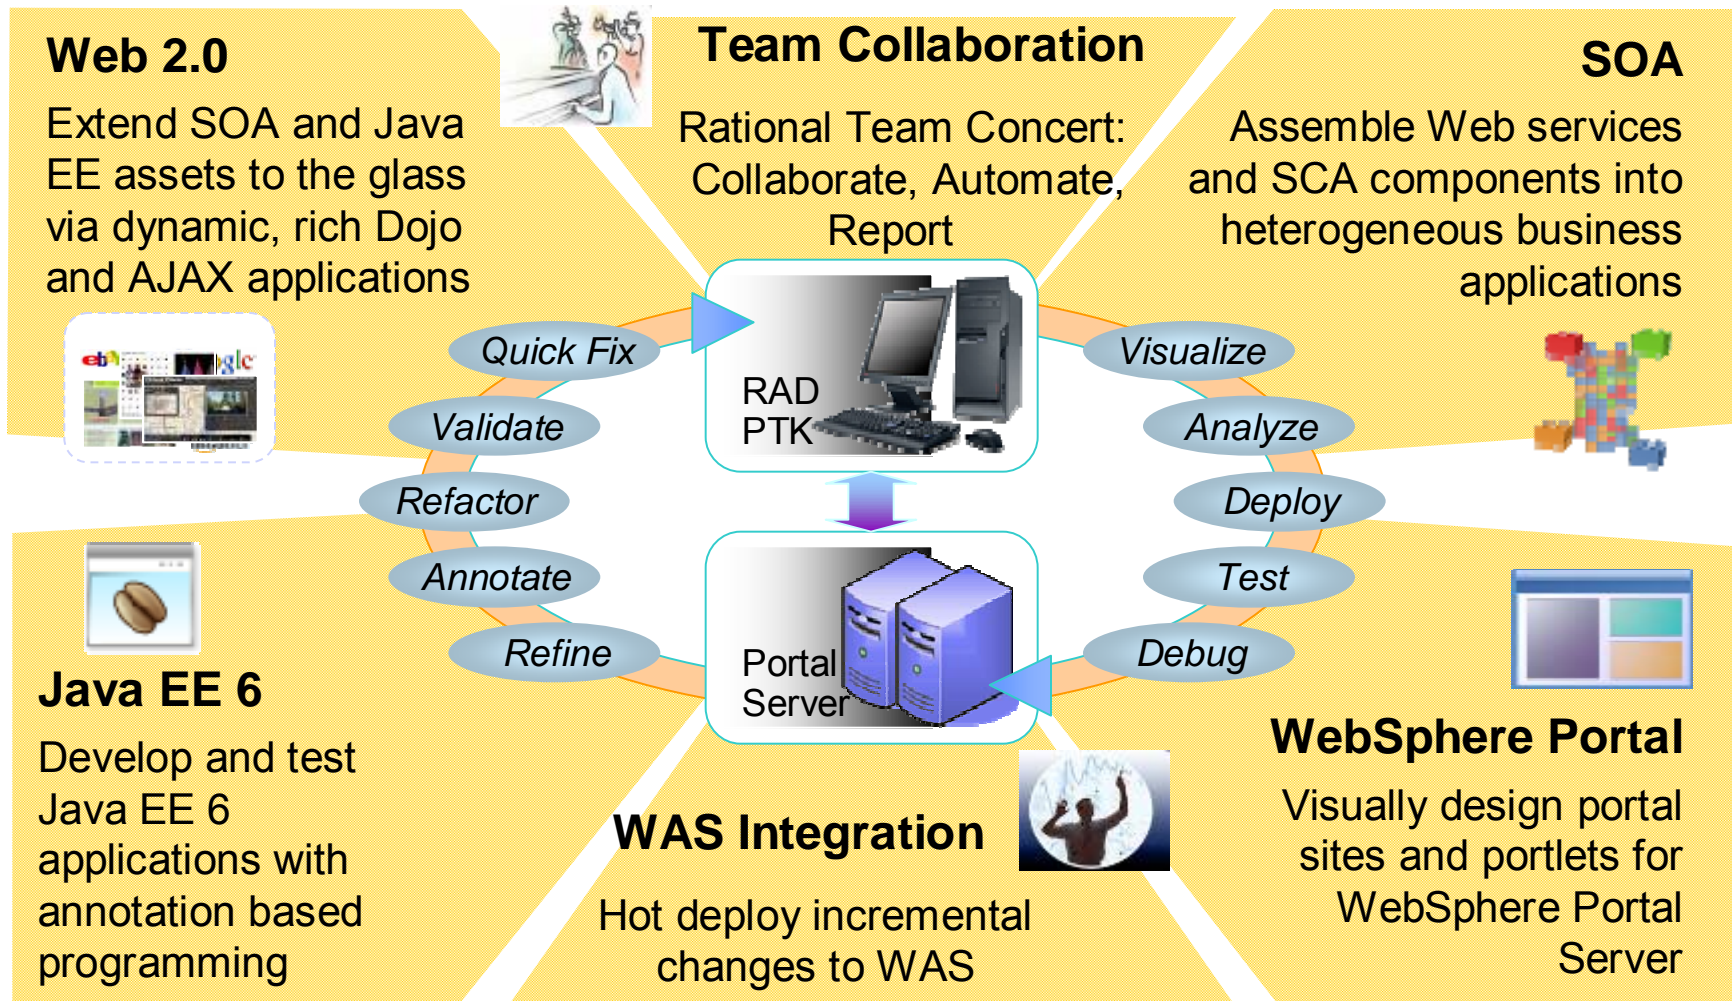 Web 2.0
Extend SOA and Java
EE assets to the glass
via dynamic, rich Dojo
and AJAX applications
Team Collaboration
Rational Team Concert:
Collaborate, Automate,
Report
SOA
Assemble Web services
and SCA components into
heterogeneous business
applications
Quick Fix
Validate
Refactor
Annotate
Refine
RAD
PTK
Portal
Server
Visualize
Analyze
Deploy
Test
Debug
Java EE 6
Develop and test
Java EE 6
applications with
annotation based
programming
WAS Integration
Hot deploy incremental
changes to WAS
WebSphere Portal
Visually design portal
sites and portlets for
WebSphere Portal
Server